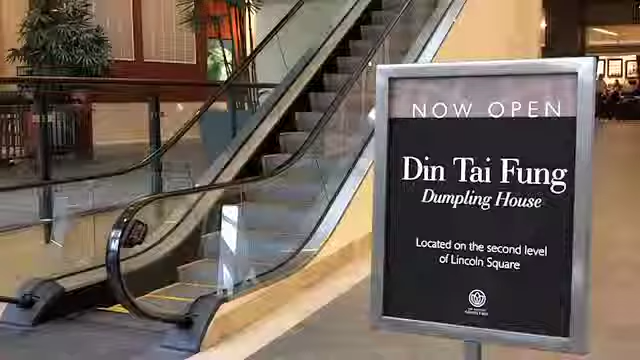 NOW OPEN
Din Tai Fung
Dumpling House
Located on the second level
of Lincoln Square